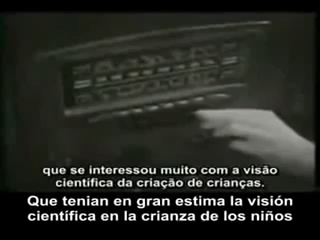 que se interessou muito com a visão
científica da criação de crianças.
Que tenian en gran estima la visión
científica en la crianza de los niños